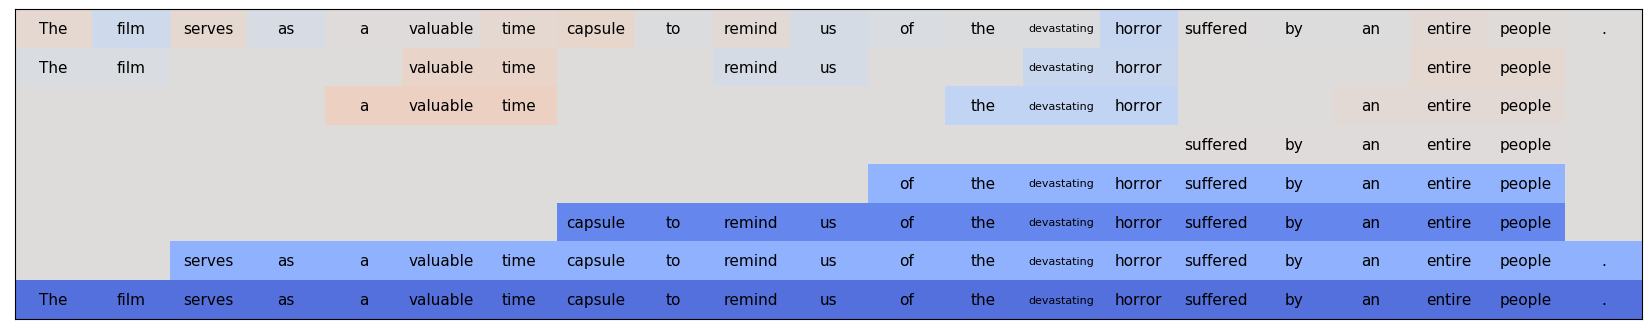 The film serves as a valuable time capsule to remind us of the devastating horror suffered by an entire people .
The film valuable time remind us devastating horror entire people
a valuable time the devastating horror an entire people
suffered by an entire people
of the devastating horror suffered by an entire people
capsule to remind us of the devastating horror suffered by an entire people
serves as a valuable time capsule to remind us of the devastating horror suffered by an entire people .
The film serves as a valuable time capsule to remind us of the devastating horror suffered by an entire people .